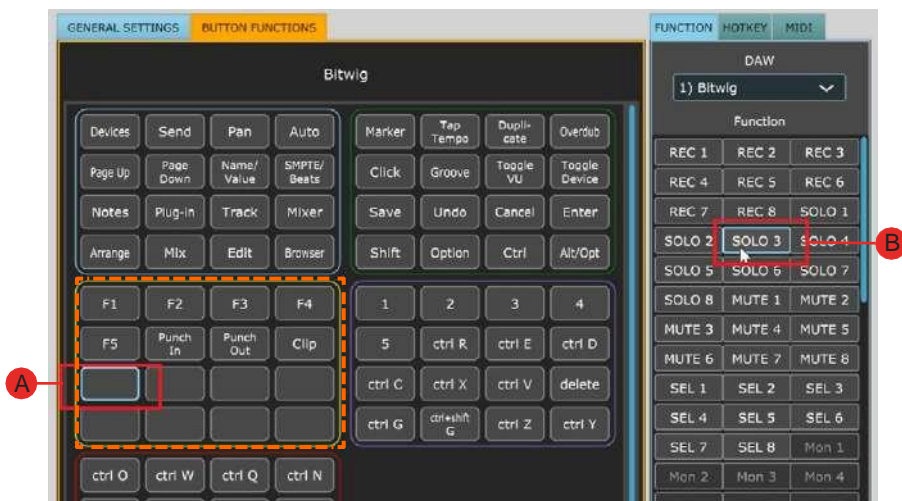 GENERAL SETTINGS BUTTON FUNCTIONS
Bitwig
Devices Send Pan Auto
Page Up Page Down Name/ Value SMPTE/ Beats
Notes Plug-in Track Mixer
Arrange Mix Edit Browser
Marker Tap Tempo Dupli- cate Overdub
Click Groove Toggle VU Toggle Device
Save Undo Cancel Enter
Shift Option Ctrl Alt/Opt
F1 F2 F3 F4
F5 Punch In Punch Out Clip
A
1 2 3 4
5 ctrl R ctrl E ctrl D
ctrl C ctrl X ctrl V delete
ctrl G ctrl+shift G ctrl Z ctrl Y
ctrl O ctrl W ctrl Q ctrl N
FUNCTION HOTKEY MIDI
DAW
1) Bitwig
Function
REC 1 REC 2 REC 3
REC 4 REC 5 REC 6
REC 7 REC 8 SOLO 1
SOLO 2 SOLO 3 SOLO 4
B
SOLO 5 SOLO 6 SOLO 7
SOLO 8 MUTE 1 MUTE 2
MUTE 3 MUTE 4 MUTE 5
MUTE 6 MUTE 7 MUTE 8
SEL 1 SEL 2 SEL 3
SEL 4 SEL 5 SEL 6
SEL 7 SEL 8 Mon 1
Mon 2 Mon 3 Mon 4